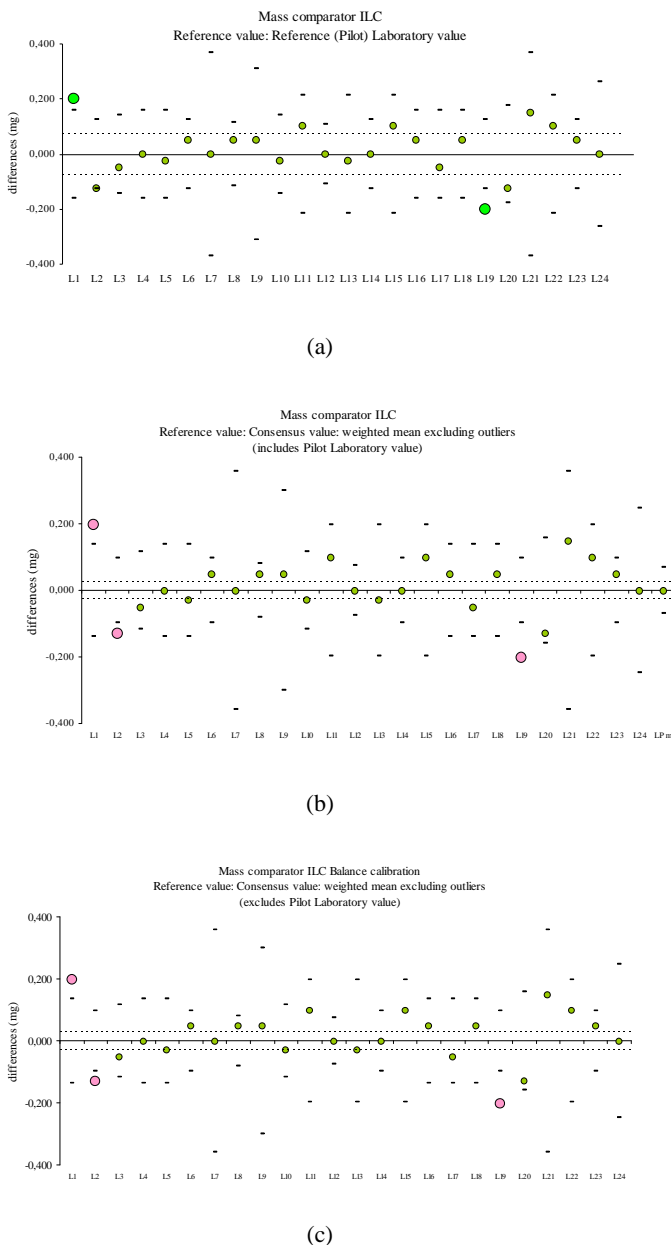 Mass comparator ILC
Reference value: Reference (Pilot) Laboratory value
differences (mg)
0,400
0,200
0,000
-0,200
-0,400
L1 L2 L3 L4 L5 L6 L7 L8 L9 L10 L11 L12 L13 L14 L15 L16 L17 L18 L19 L20 L21 L22 L23 L24
(a)
Mass comparator ILC
Reference value: Consensus value: weighted mean excluding outliers
(includes Pilot Laboratory value)
differences (mg)
0,400
0,200
0,000
-0,200
-0,400
L1 L2 L3 L4 L5 L6 L7 L8 L9 L10 L11 L12 L13 L14 L15 L16 L17 L18 L19 L20 L21 L22 L23 L24 LP m
(b)
Mass comparator ILC Balance calibration
Reference value: Consensus value: weighted mean excluding outliers
(excludes Pilot Laboratory value)
differences (mg)
0,400
0,200
0,000
-0,200
-0,400
L1 L2 L3 L4 L5 L6 L7 L8 L9 L10 L11 L12 L13 L14 L15 L16 L17 L18 L19 L20 L21 L22 L23 L24
(c)